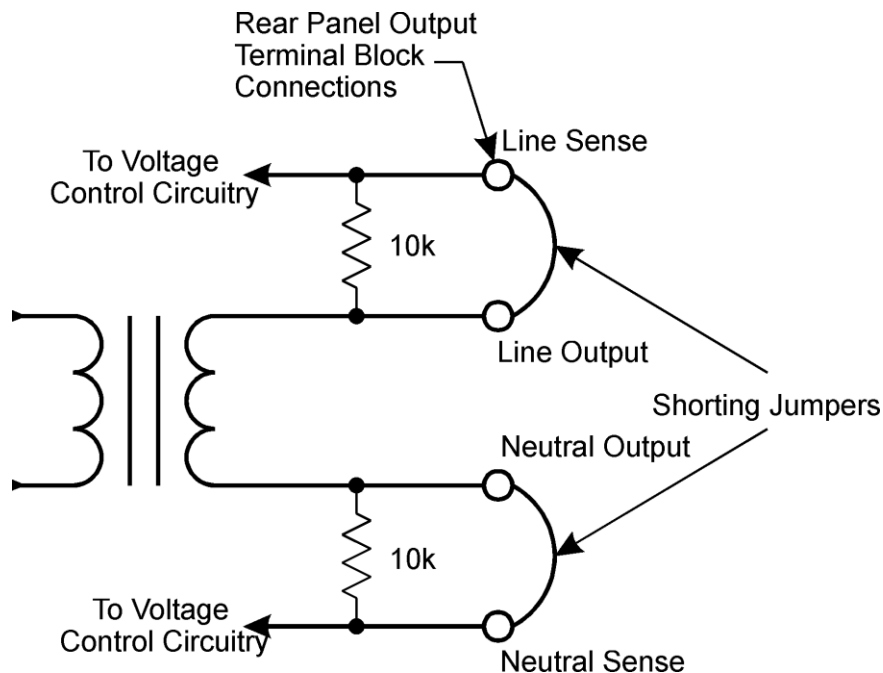 Rear Panel Output
Terminal Block
Connections
Line Sense
To Voltage
Control Circuitry
10k
Line Output
Shorting Jumpers
Neutral Output
10k
To Voltage
Control Circuitry
Neutral Sense